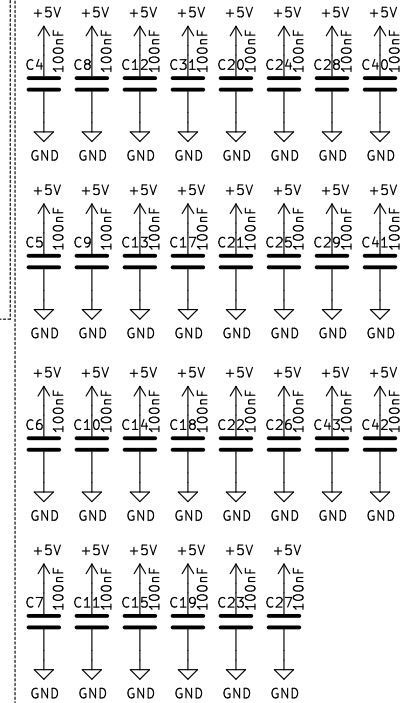 +5V +5V +5V +5V +5V +5V +5V +5V
100nF 100nF 100nF 100nF 100nF 100nF 100nF 100nF
C4 C8 C12 C31 C20 C24 C28 C40
GND GND GND GND GND GND GND GND
+5V +5V +5V +5V +5V +5V +5V +5V
100nF 100nF 100nF 100nF 100nF 100nF 100nF 100nF
C5 C9 C13 C17 C21 C25 C29 C41
GND GND GND GND GND GND GND GND
+5V +5V +5V +5V +5V +5V +5V +5V
100nF 100nF 100nF 100nF 100nF 100nF 100nF 100nF
C6 C10 C14 C18 C22 C26 C43 C42
GND GND GND GND GND GND GND GND
+5V +5V +5V +5V +5V +5V
100nF 100nF 100nF 100nF 100nF 100nF
C7 C11 C15 C19 C23 C27
GND GND GND GND GND GND